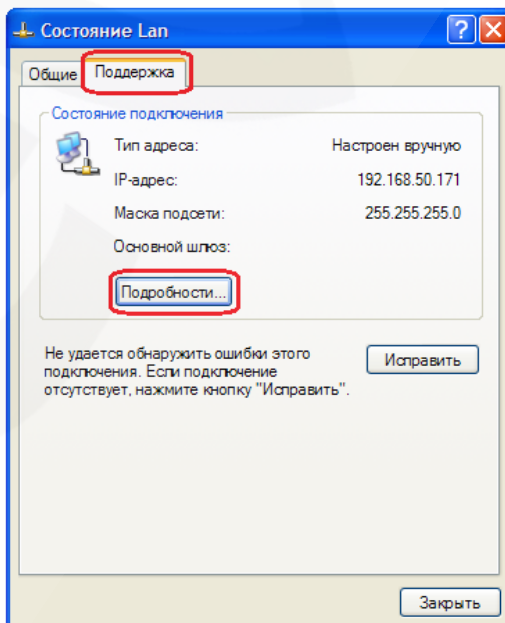 Состояние Lan
Общие
Поддержка
Состояние подключения
Тип адреса: Настроен вручную
IP-адрес: 192.168.50.171
Маска подсети: 255.255.255.0
Основной шлюз:
Подробности...
Не удается обнаружить ошибки этого
подключения. Если подключение
отсутствует, нажмите кнопку "Исправить".
Исправить
Закрыть